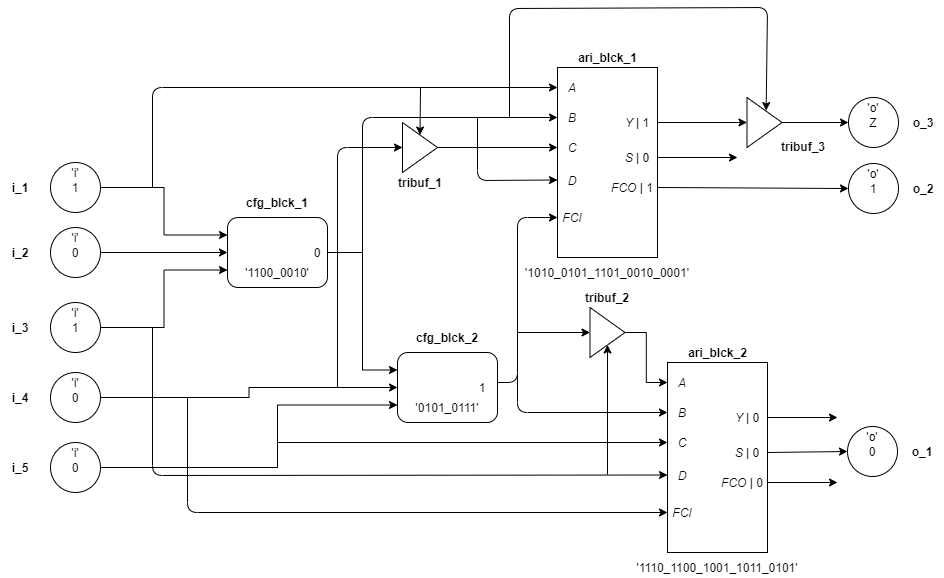 ari_blck_1
'o'
Z
o_3
A
B
Y | 1
tribuf_3
C
S | 0
tribuf_1
D
FCO | 1
'o'
1
o_2
i_1
'i'
1
cfg_blck_1
FCI
i_2
'i'
0
0
'1100_0010'
'1010_0101_1101_0010_0001'
tribuf_2
i_3
'i'
1
cfg_blck_2
ari_blck_2
1
A
'0101_0111'
i_4
'i'
0
B
Y | 0
C
S | 0
'o'
0
o_1
i_5
'i'
0
D
FCO | 0
FCI
'1110_1100_1001_1011_0101'